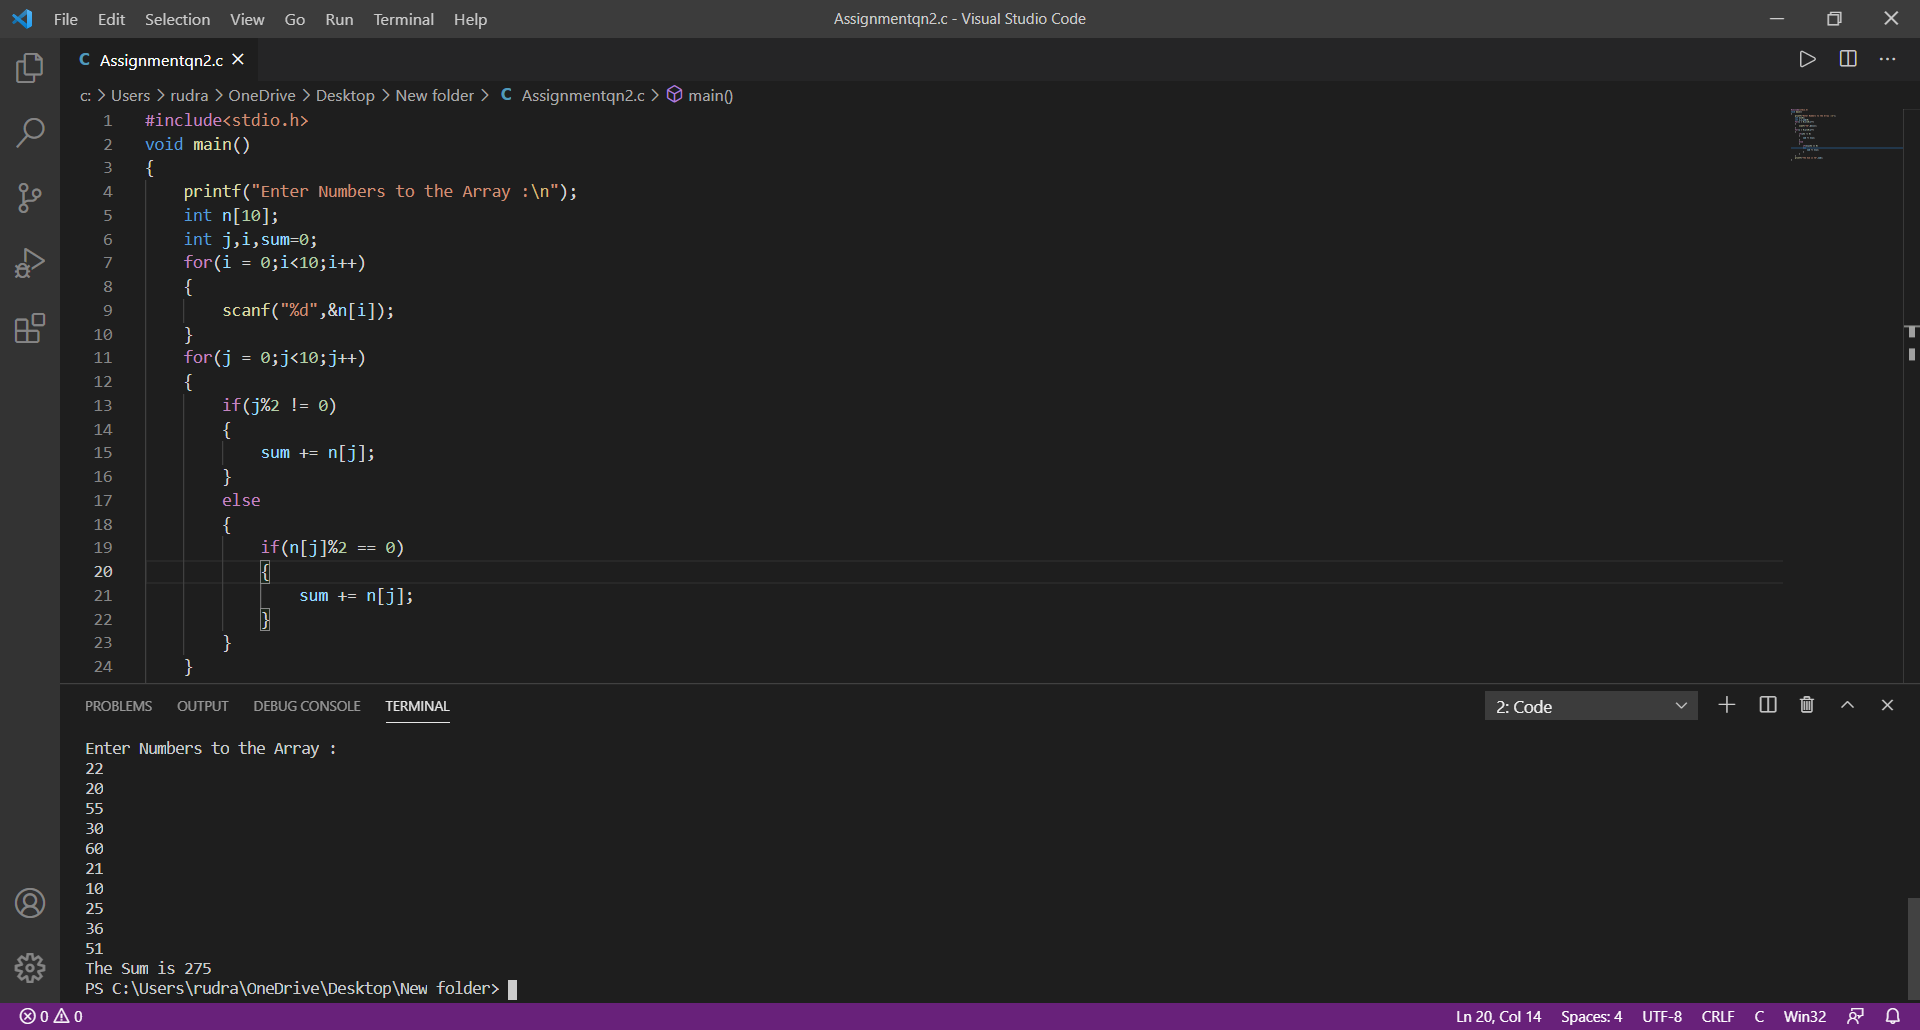 File Edit Selection View Go Run Terminal Help Assignmentqn2.c - Visual Studio Code
C Assignmentqn2.c
c: > Users > rudra > OneDrive > Desktop > New folder > C Assignmentqn2.c > main()
1 #include<stdio.h>
2 void main()
3 {
4 printf("Enter Numbers to the Array :\n");
5 int n[10];
6 int j,i,sum=0;
7 for(i = 0;i<10;i++)
8 {
9 scanf("%d",&n[i]);
10 }
11 for(j = 0;j<10;j++)
12 {
13 if(j%2 != 0)
14 {
15 sum += n[j];
16 }
17 else
18 {
19 if(n[j]%2 == 0)
20 {
21 sum += n[j];
22 }
23 }
24 }
PROBLEMS OUTPUT DEBUG CONSOLE TERMINAL 2: Code
Enter Numbers to the Array :
22
20
55
30
60
21
10
25
36
51
The Sum is 275
PS C:\Users\rudra\OneDrive\Desktop\New folder>
0 0 Ln 20, Col 14 Spaces: 4 UTF-8 CRLF C Win32